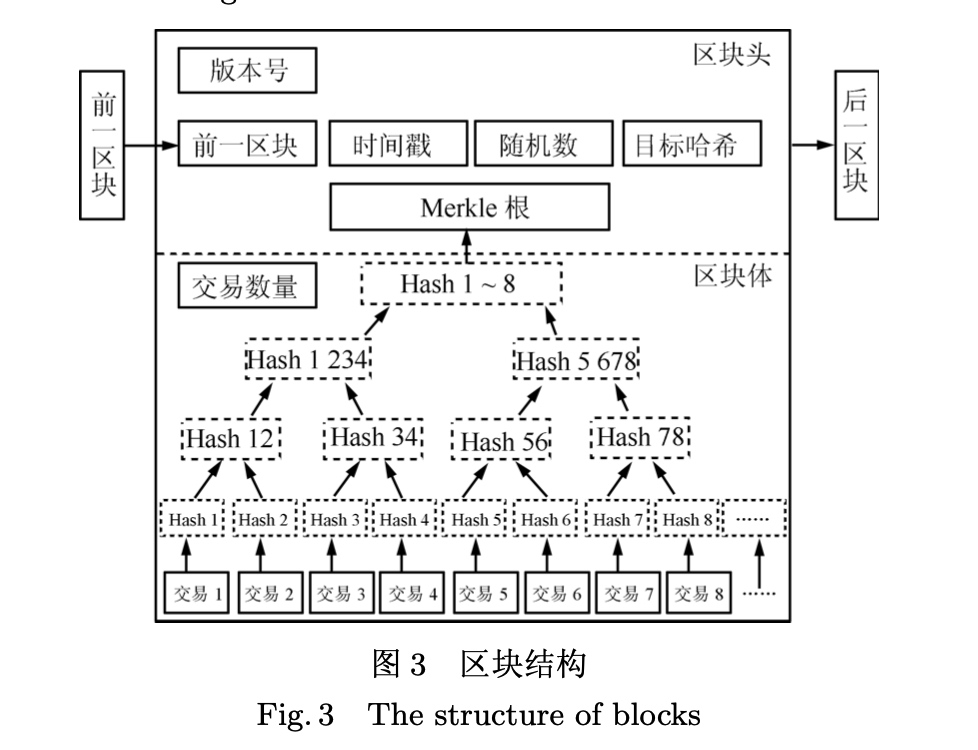 区块头
版本号
前一区块
前一区块 时间戳 随机数 目标哈希
后一区块
Merkle 根
区块体
交易数量
Hash 1 ~ 8
Hash 1 234 Hash 5 678
Hash 12 Hash 34 Hash 56 Hash 78
Hash 1 Hash 2 Hash 3 Hash 4 Hash 5 Hash 6 Hash 7 Hash 8 ……
交易 1 交易 2 交易 3 交易 4 交易 5 交易 6 交易 7 交易 8 ……
图 3 区块结构
Fig. 3 The structure of blocks